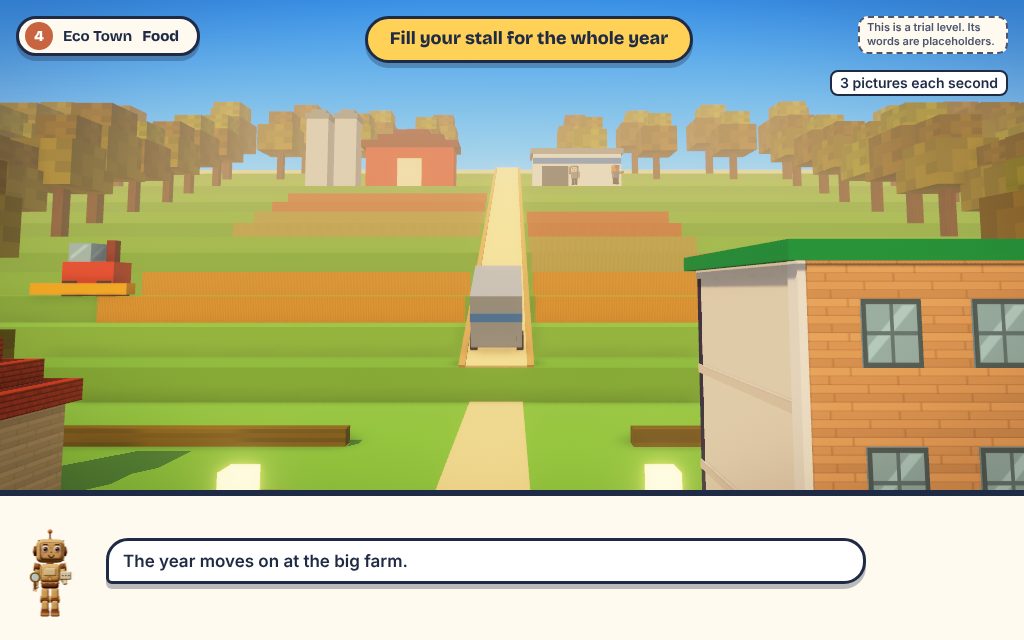 4 Eco Town Food
Fill your stall for the whole year
This is a trial level. Its
words are placeholders.
3 pictures each second
The year moves on at the big farm.